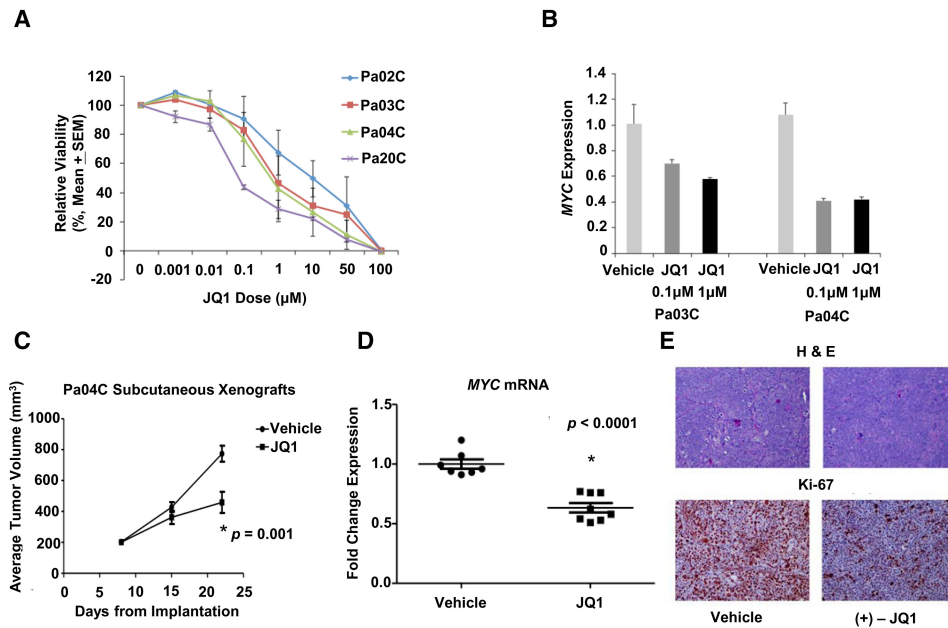 A
120
100
80
60
40
20
0
-20
Relative Viability
(%, Mean + SEM)
0 0.001 0.01 0.1 1 10 50 100
JQ1 Dose (µM)
Pa02C
Pa03C
Pa04C
Pa20C
B
1.4
1.2
1.0
0.8
0.6
0.4
0.2
0
MYC Expression
Vehicle JQ1 JQ1 Vehicle JQ1 JQ1
0.1µM 1µM 0.1µM 1µM
Pa03C Pa04C
C
Pa04C Subcutaneous Xenografts
Average Tumor Volume (mm³)
1000
800
600
400
200
0
0 5 10 15 20 25
Days from Implantation
Vehicle
JQ1
* p = 0.001
D
MYC mRNA
Fold Change Expression
1.5
1.0
0.5
0.0
p < 0.0001
*
Vehicle JQ1
E
H & E
Ki-67
Vehicle (+) – JQ1